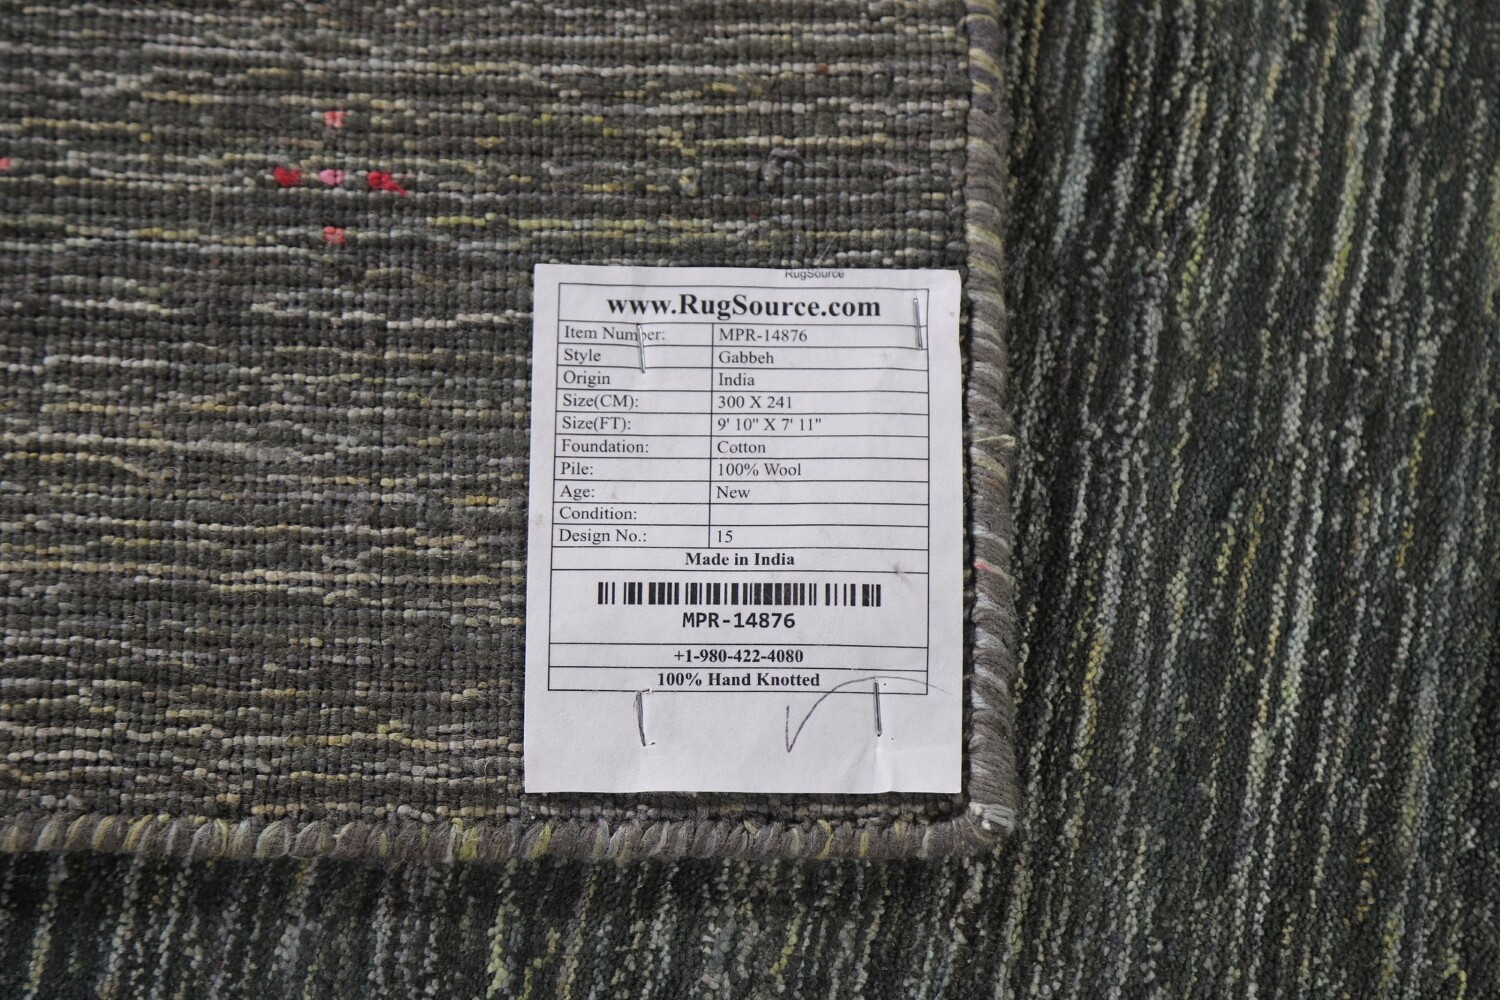 RugSource
www.RugSource.com
Item Number: MPR-14876
Style Gabbeh
Origin India
Size(CM): 300 X 241
Size(FT): 9' 10" X 7' 11"
Foundation: Cotton
Pile: 100% Wool
Age: New
Condition:
Design No.: 15
Made in India
MPR-14876
+1-980-422-4080
100% Hand Knotted